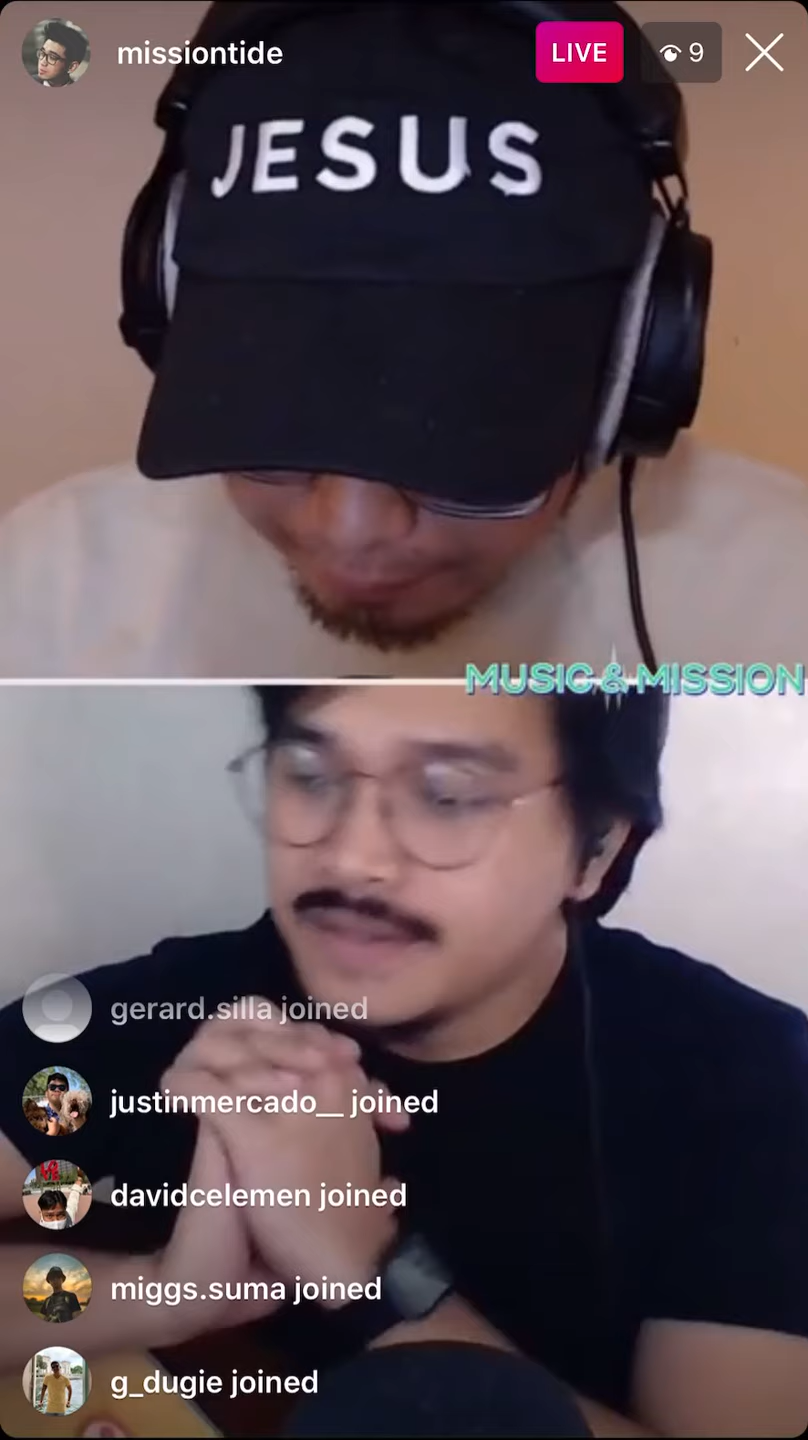 missiontide
LIVE
9
JESUS
MUSIC & MISSION
gerard.silla joined
justinmercado__ joined
davidcelemen joined
miggs.suma joined
g_dugie joined